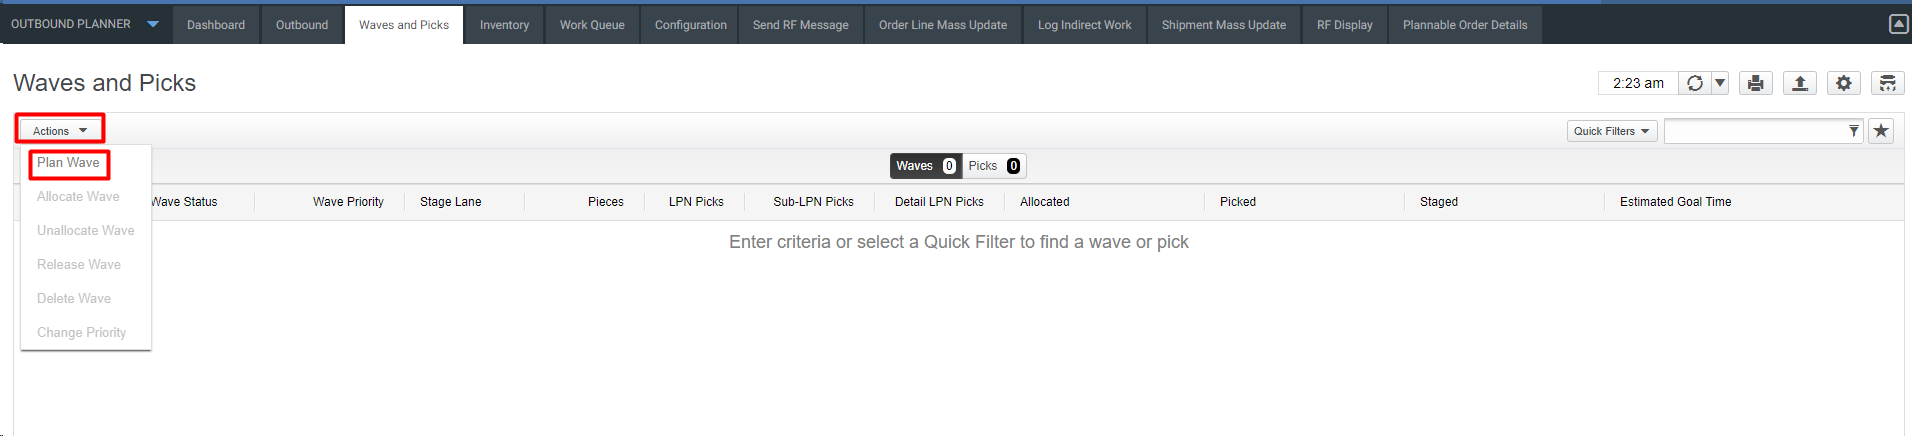 OUTBOUND PLANNER Dashboard Outbound Waves and Picks Inventory Work Queue Configuration Send RF Message Order Line Mass Update Log Indirect Work Shipment Mass Update RF Display Plannable Order Details
Waves and Picks 2:23 am
Actions Quick Filters
Plan Wave
Waves 0 Picks 0
Allocate Wave
Wave Status Wave Priority Stage Lane Pieces LPN Picks Sub-LPN Picks Detail LPN Picks Allocated Picked Staged Estimated Goal Time
Unallocate Wave
Enter criteria or select a Quick Filter to find a wave or pick
Release Wave
Delete Wave
Change Priority